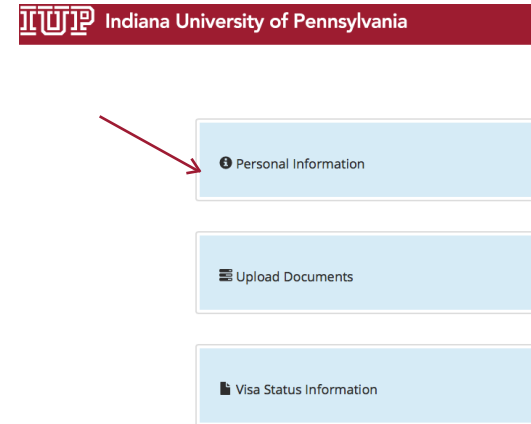 IUP Indiana University of Pennsylvania
Personal Information
Upload Documents
Visa Status Information